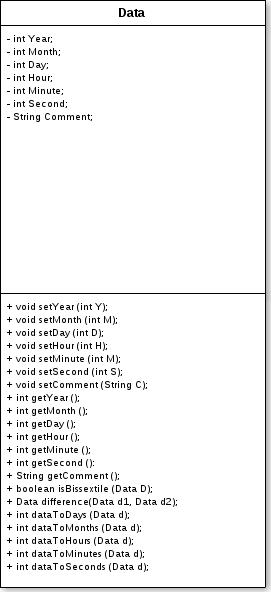 Data
- int Year;
- int Month;
- int Day;
- int Hour;
- int Minute;
- int Second;
- String Comment;
+ void setYear (int Y);
+ void setMonth (int M);
+ void setDay (int D);
+ void setHour (int H);
+ void setMinute (int M);
+ void setSecond (int S);
+ void setComment (String C);
+ int getYear ();
+ int getMonth ();
+ int getDay ();
+ int getHour ();
+ int getMinute ();
+ int getSecond ():
+ String getComment ();
+ boolean isBissextile (Data D);
+ Data difference(Data d1, Data d2);
+ int dataToDays (Data d);
+ int dataToMonths (Data d);
+ int dataToHours (Data d);
+ int dataToMinutes (Data d);
+ int dataToSeconds (Data d);